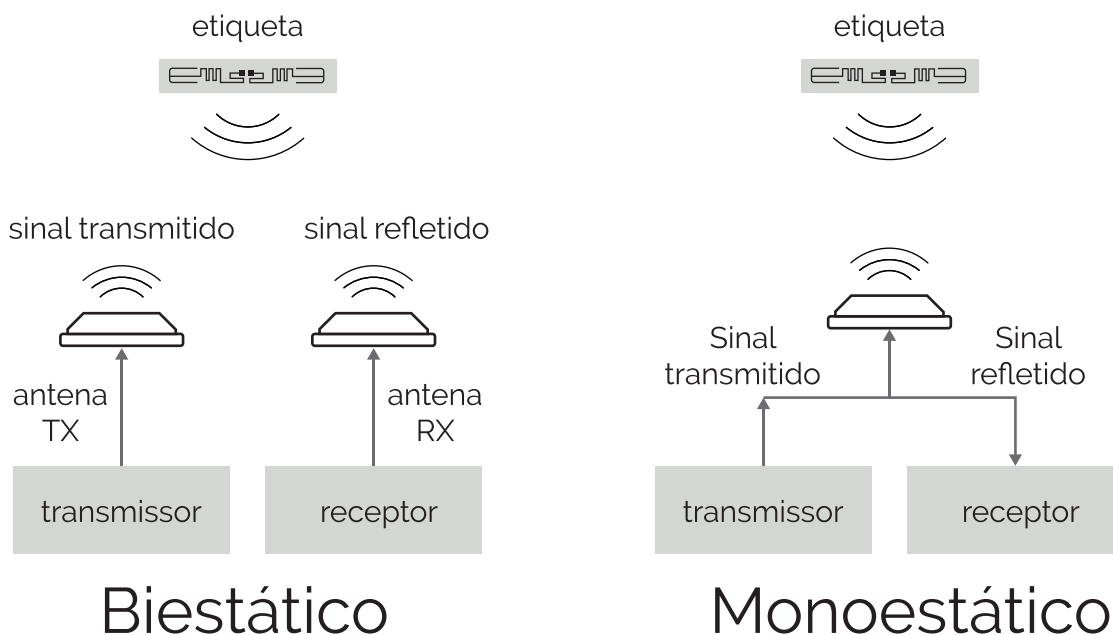 etiqueta
sinal transmitido
sinal refletido
antena
TX
antena
RX
transmissor
receptor
Biestático
etiqueta
Sinal
transmitido
Sinal
refletido
transmissor
receptor
Monoestático